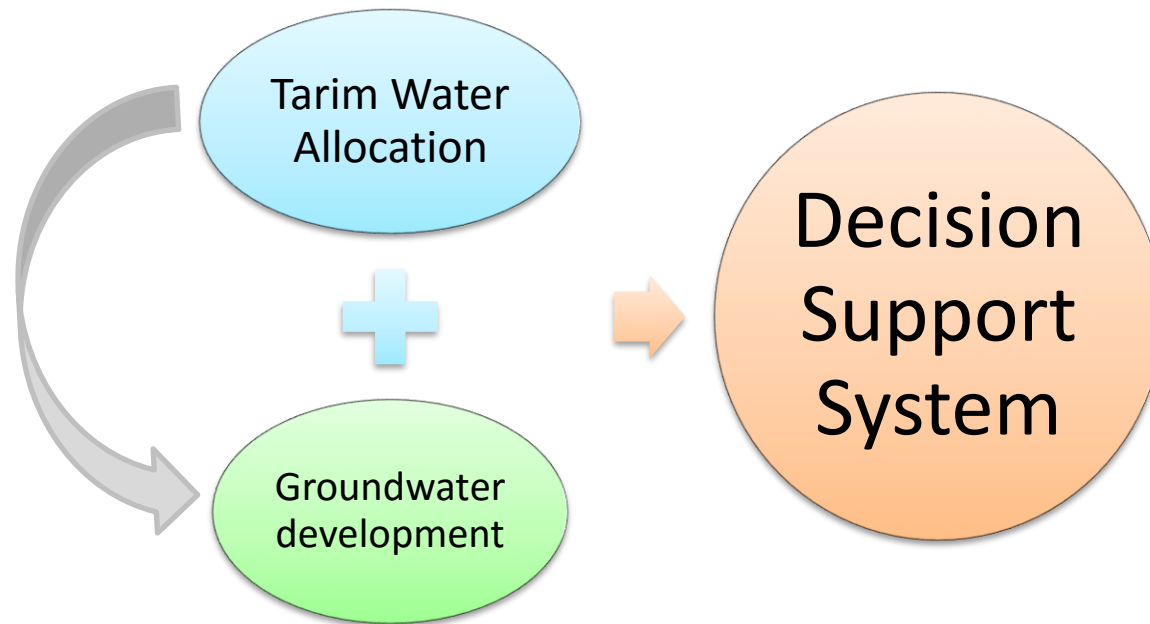 Tarim Water
Allocation
Groundwater
development
Decision
Support
System